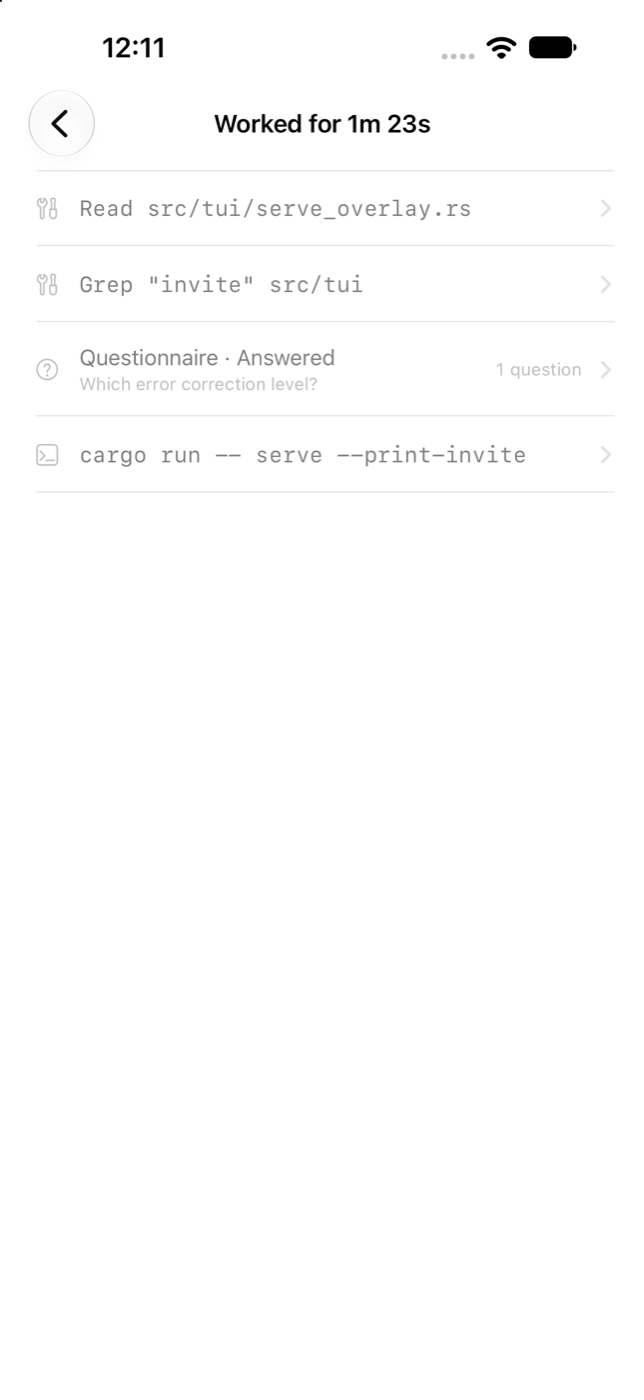 12:11
Worked for 1m 23s
Read src/tui/serve_overlay.rs
Grep "invite" src/tui
Questionnaire · Answered
Which error correction level?
1 question
cargo run -- serve --print-invite